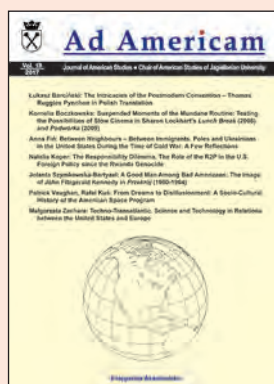 Ad Americam
Vol. 18
2017
Journal of American Studies • Chair of American Studies of Jagiellonian University
Łukasz Barciński: The Intricacies of the Postmodern Convention – Thomas
Ruggles Pynchon in Polish Translation
Kornelia Boczkowska: Suspended Moments of the Mundane Routine: Testing
the Possibilities of Slow Cinema in Sharon Lockhart's Lunch Break (2008)
and Podwórka (2009)
Anna Fiń: Between Neighbours – Between Immigrants. Poles and Ukrainians
in the United States During the Time of Cold War: A Few Reflections
Natalia Koper: The Responsibility Dilemma. The Role of the R2P in the U.S.
Foreign Policy since the Rwanda Genocide
Jolanta Szymkowska-Bartyzel: A Good Man Among Bad Americans: The Image
of John Fitzgerald Kennedy in Przekrój (1960-1964)
Patrick Vaughan, Rafał Kuś: From Dreams to Disillusionment: A Socio-Cultural
History of the American Space Program
Małgorzata Zachara: Techno-Transatlantic. Science and Technology in Relations
between the United States and Europe
Księgarnia Akademicka